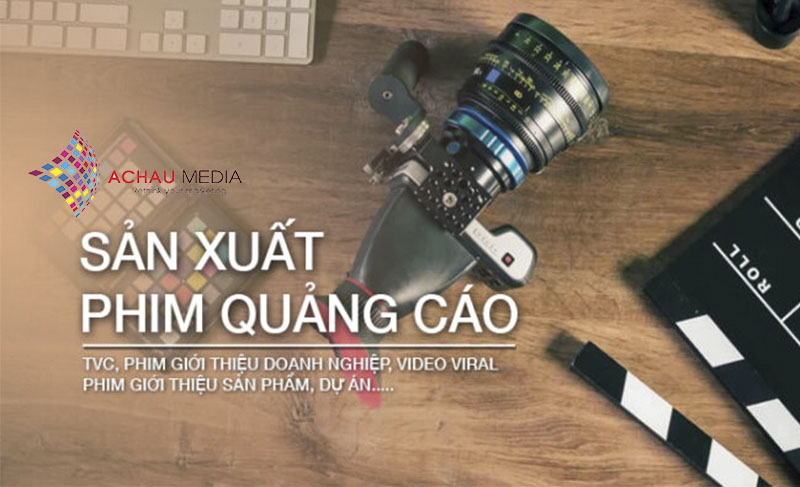 ACHAU MEDIA
SẢN XUẤT
PHIM QUẢNG CÁO
TVC, PHIM GIỚI THIỆU DOANH NGHIỆP, VIDEO VIRAL
PHIM GIỚI THIỆU SẢN PHẨM, DỰ ÁN.....
ROLL